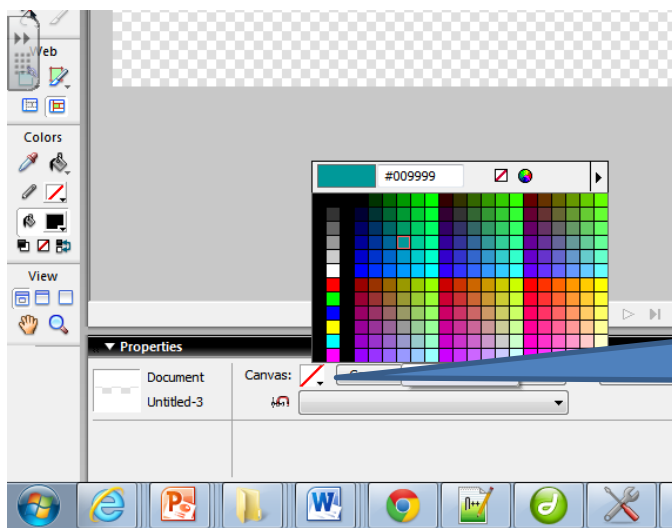 Web
Colors
#009999
View
Properties
Document
Canvas:
Untitled-3